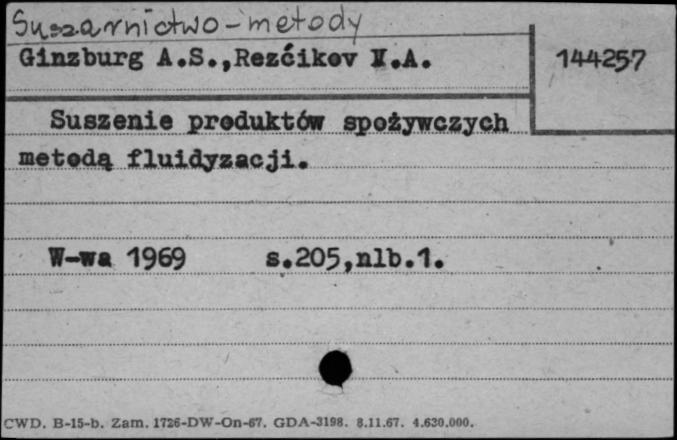 Suszarnictwo - metody
Ginzburg A.S., Rezćikov .A.
144257
Suszenie produktów spożywczych
metodą fluidyzacji.
W-wa 1969 s.205,nlb.1.
CWD. B-15-b. Zam. 1726-DW-On-67. GDA-3198. 8.11.67. 4.630.000.